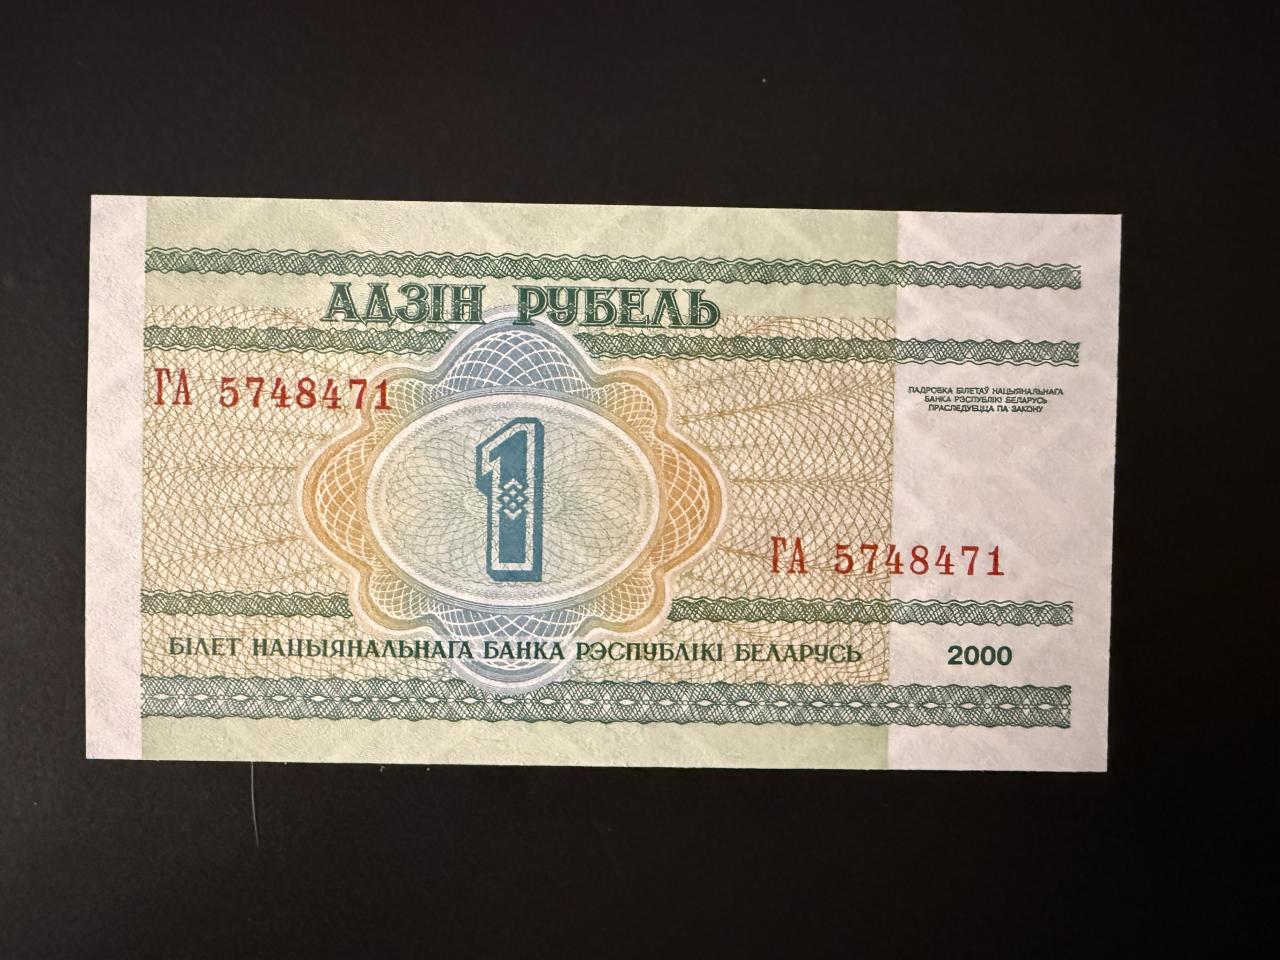 АДЗІН РУБЕЛЬ
ГА 5748471
ПАДРОБКА БІЛЕТАЎ НАЦЫЯНАЛЬНАГА
БАНКА РЭСПУБЛІКІ БЕЛАРУСЬ
ПРАСЛЕДУЕЦЦА ПА ЗАКОНУ
1
ГА 5748471
БІЛЕТ НАЦЫЯНАЛЬНАГА БАНКА РЭСПУБЛІКІ БЕЛАРУСЬ
2000